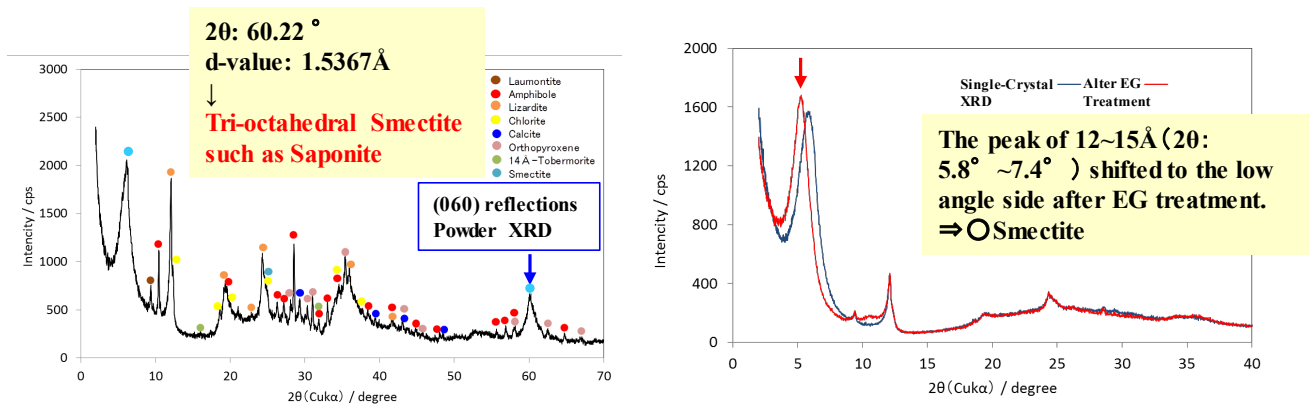 2θ: 60.22°
d-value: 1.5367Å
↓
Tri-octahedral Smectite
such as Saponite
3000
2500
2000
1500
1000
500
0
Intencity / cps
0 10 20 30 40 50 60 70
2θ(Cukα) / degree
Laumontite
Amphibole
Lizardite
Chlorite
Calcite
Orthopyroxene
14Å-Tobermorite
Smectite
(060) reflections
Powder XRD
2000
1600
1200
800
400
0
Intencity / cps
0 5 10 15 20 25 30 35 40
2θ(Cukα) / degree
Single-Crystal
XRD
Alter EG
Treatment
The peak of 12~15Å(2θ:
5.8° ~7.4° ) shifted to the low
angle side after EG treatment.
⇒○Smectite